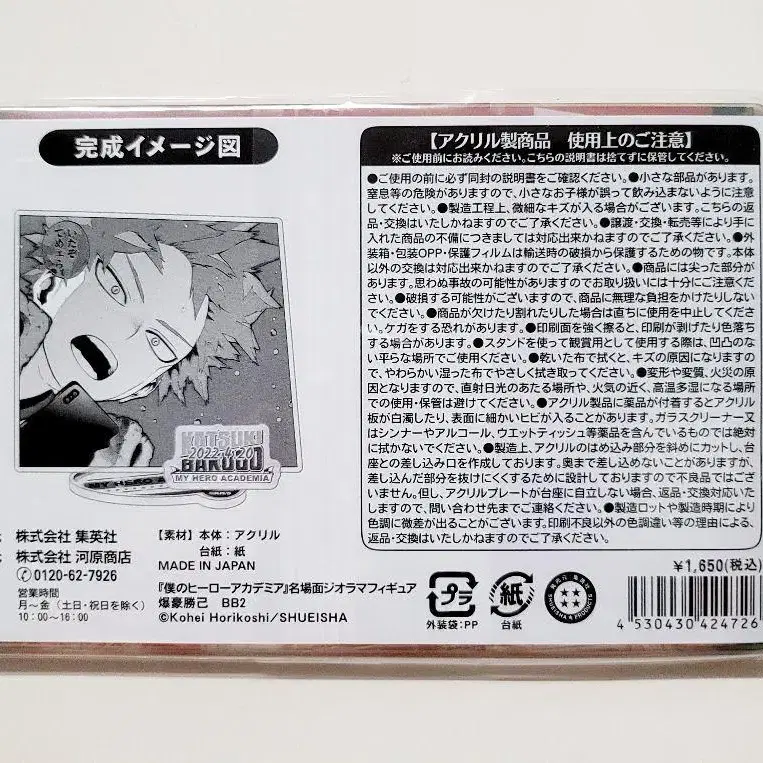 完成イメージ図
いたぞ
てめェ
KATSUKI
2022・4・20
BAKUGO
MY HERO ACADEMIA
株式会社 集英社
株式会社 河原商店
0120-62-7926
営業時間
月〜金（土日・祝日を除く）
10：00〜16：00
【素材】本体：アクリル
台紙：紙
MADE IN JAPAN
『僕のヒーローアカデミア』名場面ジオラマフィギュア
爆豪勝己 BB2
©Kohei Horikoshi/SHUEISHA
【アクリル製商品 使用上のご注意】
※ご使用前にお読みください。こちらの説明書は捨てずに保管してください。
●ご使用の前に必ず同封の説明書をご確認ください。●小さな部品があります。
窒息等の危険がありますので、小さなお子様が誤って飲み込まないように注意
してください。●製造工程上、微細なキズが入る場合がございます。こちらの返
品・交換はいたしかねますのでご了承ください。●譲渡・交換・転売等により手に
入れた商品の不備につきましては対応出来かねますのでご了承ください。●外
装箱・包装OPP・保護フィルムは輸送時の破損から保護するための物です。本体
以外の交換は対応出来かねますのでご了承ください。●商品には尖った部分が
あります。思わぬ事故の可能性がありますのでお取り扱いには十分にご注意くだ
さい。●破損する可能性がございますので、商品に無理な負担をかけたりしない
でください。●商品が欠けたり割れたりした場合は直ちに使用を中止してくださ
い。ケガをする恐れがあります。●印刷面を強く擦ると、印刷が剥げたり色落ち
する場合があります。●スタンドを使って観賞用として使用する際は、凹凸のな
い平らな場所でご使用ください。●乾いた布で拭くと、キズの原因になりますの
で、やわらかい湿った布でやさしく拭き取ってください。●変形や変質、火災の原
因となりますので、直射日光のあたる場所や、火気の近く、高温多湿になる場所
での使用・保管は避けてください。●アクリル製品に薬品が付着するとアクリル
板が白濁したり、表面に細かいヒビが入ることがあります。ガラスクリーナー又
はシンナーやアルコール、ウエットティッシュ等薬品を含んでいるものでは絶対
に拭かないでください。●製造上、アクリルのはめ込み部分を斜めにカットし、台
座との差し込み口を作成しております。奥まで差し込めないことがありますが、
差し込んだ部分を抜けにくくするために設計しておりますので不良品ではござ
いません。但し、アクリルプレートが台座に自立しない場合、返品・交換対応いた
しますので、問い合わせ先までご連絡ください。●製造ロットや製造時期により
色調に微差が出ることがございます。印刷不良以外の色調違い等の理由による、
返品・交換はいたしかねますのでご了承ください。
¥1,650(税込)
プラ
外装袋：PP
紙
台紙
SHUEISHA
4 530430 424726